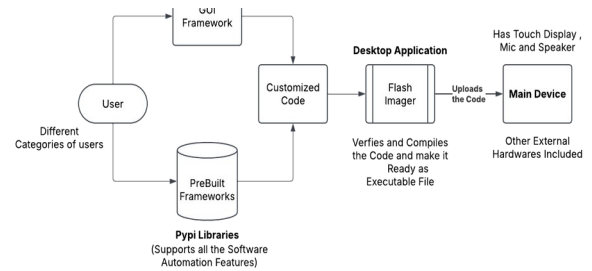 GUI
Framework
Has Touch Display ,
Mic and Speaker
Desktop Application
User
Customized
Code
Flash
Imager
Uploads
the Code
Main Device
Different
Categories of users
Verfies and Compiles
the Code and make it
Ready as
Executable File
Other External
Hardwares Included
PreBuilt
Frameworks
Pypi Libraries
(Supports all the Software
Automation Features)